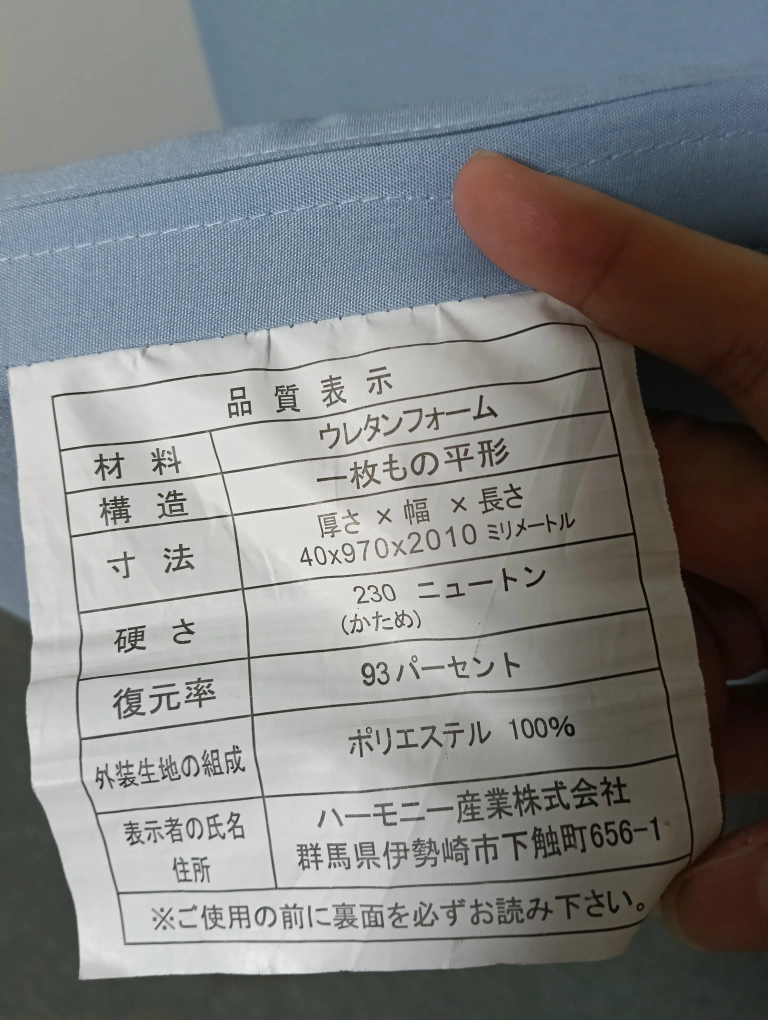 品質表示
材料 ウレタンフォーム
構造 一枚もの平形
寸法 厚さ×幅×長さ
40x970x2010 ミリメートル
硬さ 230 ニュートン
(かため)
復元率 93パーセント
外装生地の組成 ポリエステル 100%
表示者の氏名 ハーモニー産業株式会社
住所 群馬県伊勢崎市下触町656-1
※ご使用の前に裏面を必ずお読み下さい。